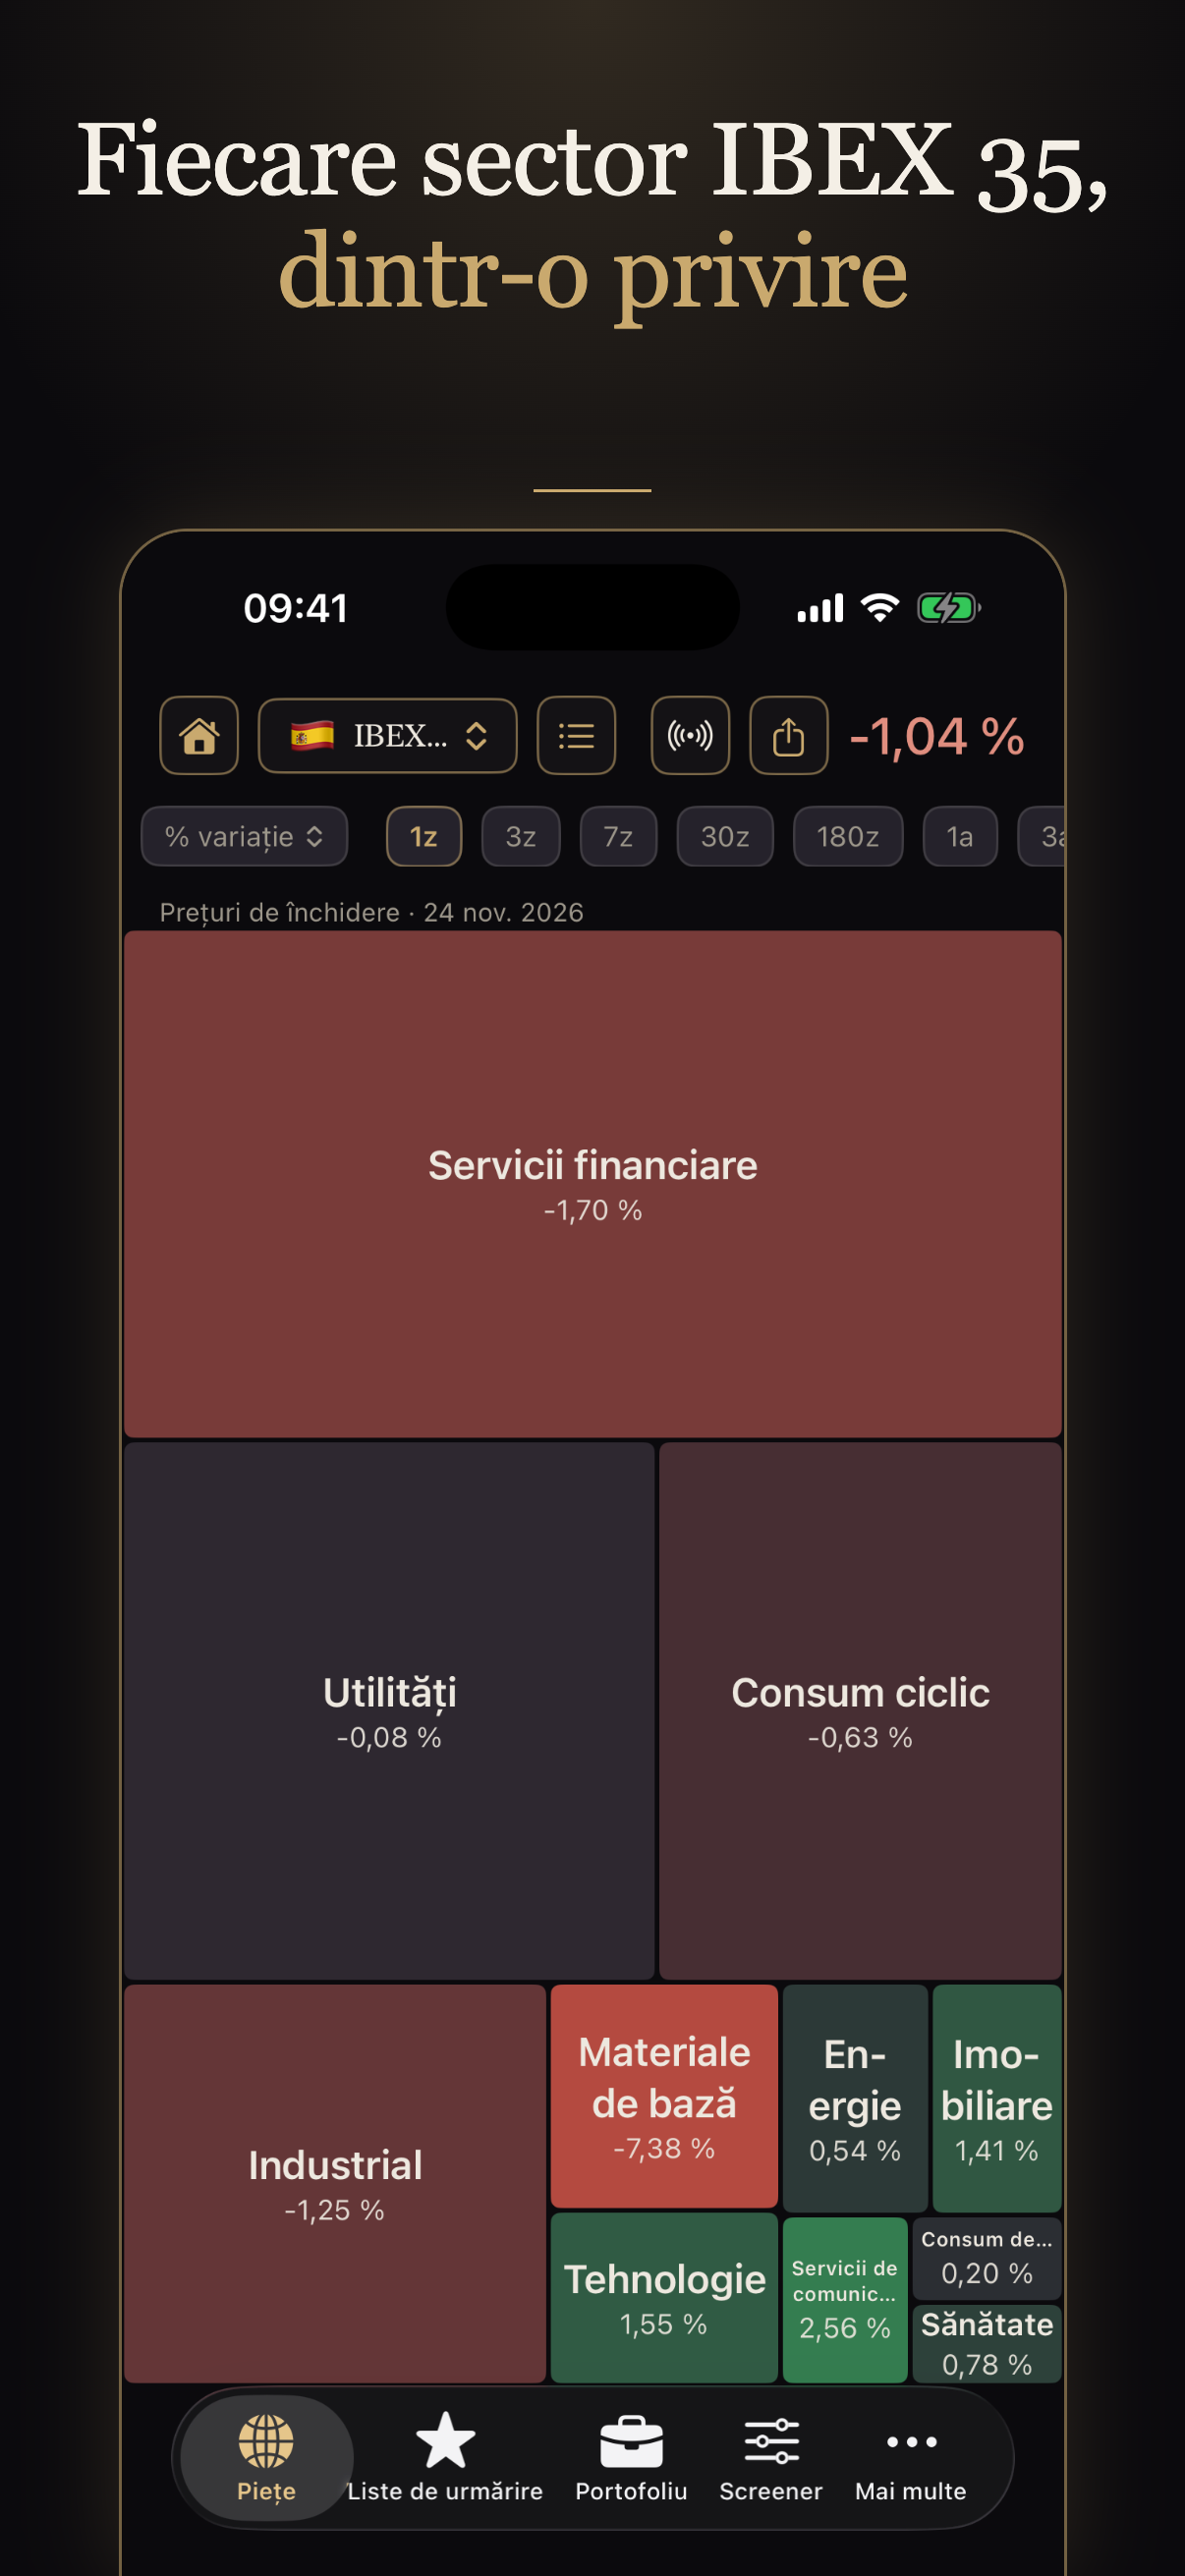 Fiecare sector IBEX 35,
dintr-o privire
09:41
IBEX...
-1,04 %
% variație
1z
3z
7z
30z
180z
1a
3a
Prețuri de închidere · 24 nov. 2026
Servicii financiare
-1,70 %
Utilități
-0,08 %
Consum ciclic
-0,63 %
Industrial
-1,25 %
Materiale
de bază
-7,38 %
En-
ergie
0,54 %
Imo-
biliare
1,41 %
Tehnologie
1,55 %
Servicii de
comunic...
2,56 %
Consum de...
0,20 %
Sănătate
0,78 %
Piețe
Liste de urmărire
Portofoliu
Screener
Mai multe